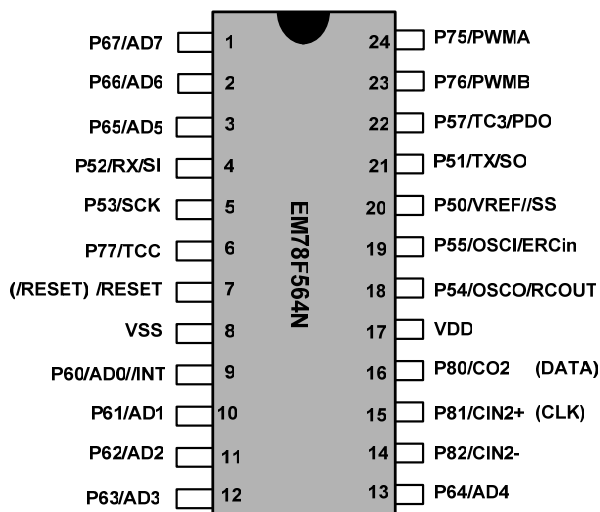 P67/AD7 1 24 P75/PWMA
P66/AD6 2 23 P76/PWMB
P65/AD5 3 22 P57/TC3/PDO
P52/RX/SI 4 21 P51/TX/SO
P53/SCK 5 20 P50/VREF//SS
P77/TCC 6 19 P55/OSCI/ERCin
(/RESET) /RESET 7 18 P54/OSCO/RCOUT
VSS 8 17 VDD
P60/AD0//INT 9 16 P80/CO2 (DATA)
P61/AD1 10 15 P81/CIN2+ (CLK)
P62/AD2 11 14 P82/CIN2-
P63/AD3 12 13 P64/AD4
EM78F564N